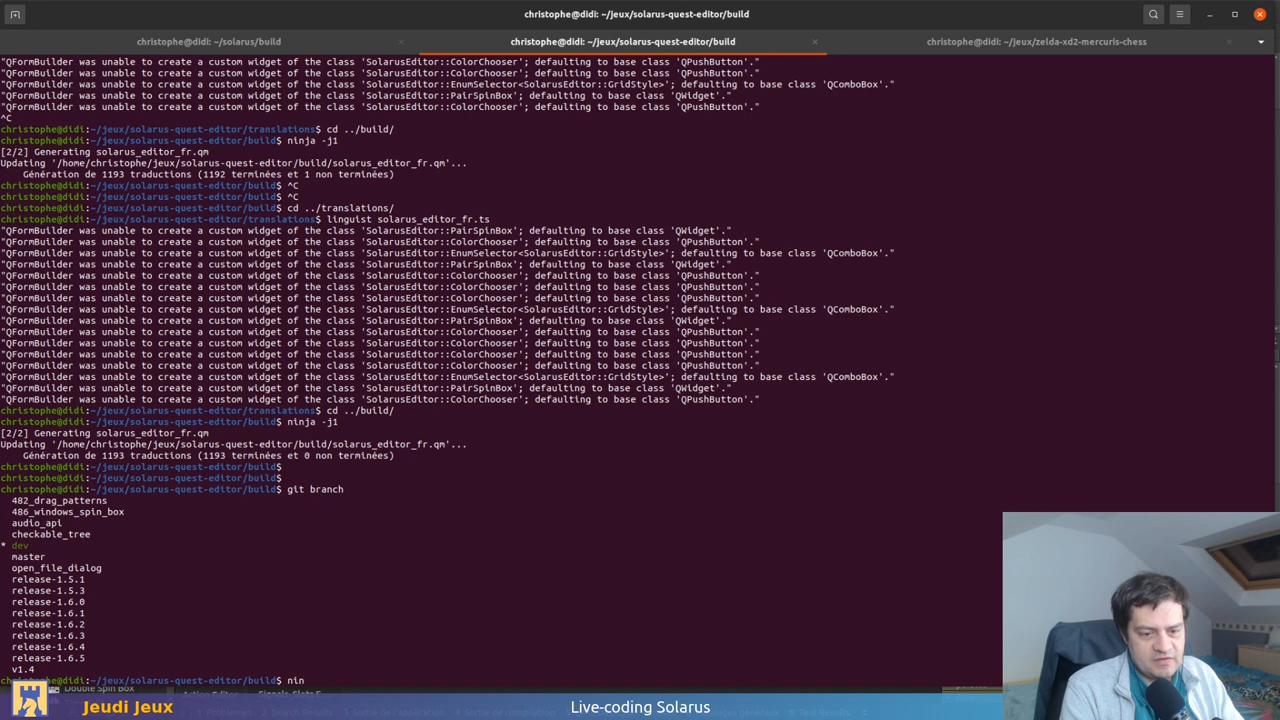 christophe@didi: ~/jeux/solarus-quest-editor/build
christophe@didi: ~/solarus/build
christophe@didi: ~/jeux/solarus-quest-editor/build
christophe@didi: ~/jeux/zelda-xd2-mercuris-chess
"QFormBuilder was unable to create a custom widget of the class 'SolarusEditor::ColorChooser'; defaulting to base class 'QPushButton'."
"QFormBuilder was unable to create a custom widget of the class 'SolarusEditor::ColorChooser'; defaulting to base class 'QPushButton'."
"QFormBuilder was unable to create a custom widget of the class 'SolarusEditor::EnumSelector<SolarusEditor::GridStyle>'; defaulting to base class 'QComboBox'."
"QFormBuilder was unable to create a custom widget of the class 'SolarusEditor::PairSpinBox'; defaulting to base class 'QWidget'."
"QFormBuilder was unable to create a custom widget of the class 'SolarusEditor::ColorChooser'; defaulting to base class 'QPushButton'."
^C
christophe@didi:~/jeux/solarus-quest-editor/translations$ cd ../build/
christophe@didi:~/jeux/solarus-quest-editor/build$ ninja -j1
[2/2] Generating solarus_editor_fr.qm
Updating '/home/christophe/jeux/solarus-quest-editor/build/solarus_editor_fr.qm'...
Génération de 1193 traductions (1192 terminées et 1 non terminées)
christophe@didi:~/jeux/solarus-quest-editor/build$ ^C
christophe@didi:~/jeux/solarus-quest-editor/build$ ^C
christophe@didi:~/jeux/solarus-quest-editor/build$ cd ../translations/
christophe@didi:~/jeux/solarus-quest-editor/translations$ linguist solarus_editor_fr.ts
"QFormBuilder was unable to create a custom widget of the class 'SolarusEditor::PairSpinBox'; defaulting to base class 'QWidget'."
"QFormBuilder was unable to create a custom widget of the class 'SolarusEditor::ColorChooser'; defaulting to base class 'QPushButton'."
"QFormBuilder was unable to create a custom widget of the class 'SolarusEditor::EnumSelector<SolarusEditor::GridStyle>'; defaulting to base class 'QComboBox'."
"QFormBuilder was unable to create a custom widget of the class 'SolarusEditor::PairSpinBox'; defaulting to base class 'QWidget'."
"QFormBuilder was unable to create a custom widget of the class 'SolarusEditor::ColorChooser'; defaulting to base class 'QPushButton'."
"QFormBuilder was unable to create a custom widget of the class 'SolarusEditor::ColorChooser'; defaulting to base class 'QPushButton'."
"QFormBuilder was unable to create a custom widget of the class 'SolarusEditor::ColorChooser'; defaulting to base class 'QPushButton'."
"QFormBuilder was unable to create a custom widget of the class 'SolarusEditor::EnumSelector<SolarusEditor::GridStyle>'; defaulting to base class 'QComboBox'."
"QFormBuilder was unable to create a custom widget of the class 'SolarusEditor::PairSpinBox'; defaulting to base class 'QWidget'."
"QFormBuilder was unable to create a custom widget of the class 'SolarusEditor::ColorChooser'; defaulting to base class 'QPushButton'."
"QFormBuilder was unable to create a custom widget of the class 'SolarusEditor::ColorChooser'; defaulting to base class 'QPushButton'."
"QFormBuilder was unable to create a custom widget of the class 'SolarusEditor::ColorChooser'; defaulting to base class 'QPushButton'."
"QFormBuilder was unable to create a custom widget of the class 'SolarusEditor::ColorChooser'; defaulting to base class 'QPushButton'."
"QFormBuilder was unable to create a custom widget of the class 'SolarusEditor::EnumSelector<SolarusEditor::GridStyle>'; defaulting to base class 'QComboBox'."
"QFormBuilder was unable to create a custom widget of the class 'SolarusEditor::PairSpinBox'; defaulting to base class 'QWidget'."
"QFormBuilder was unable to create a custom widget of the class 'SolarusEditor::ColorChooser'; defaulting to base class 'QPushButton'."
christophe@didi:~/jeux/solarus-quest-editor/translations$ cd ../build/
christophe@didi:~/jeux/solarus-quest-editor/build$ ninja -j1
[2/2] Generating solarus_editor_fr.qm
Updating '/home/christophe/jeux/solarus-quest-editor/build/solarus_editor_fr.qm'...
Génération de 1193 traductions (1193 terminées et 0 non terminées)
christophe@didi:~/jeux/solarus-quest-editor/build$
christophe@didi:~/jeux/solarus-quest-editor/build$
christophe@didi:~/jeux/solarus-quest-editor/build$ git branch
482_drag_patterns
486_windows_spin_box
audio_api
checkable_tree
* dev
master
open_file_dialog
release-1.5.1
release-1.5.3
release-1.6.0
release-1.6.1
release-1.6.2
release-1.6.3
release-1.6.4
release-1.6.5
v1.4
christophe@didi:~/jeux/solarus-quest-editor/build$ nin
Double Spin Box
Jeudi Jeux
Live-coding Solarus